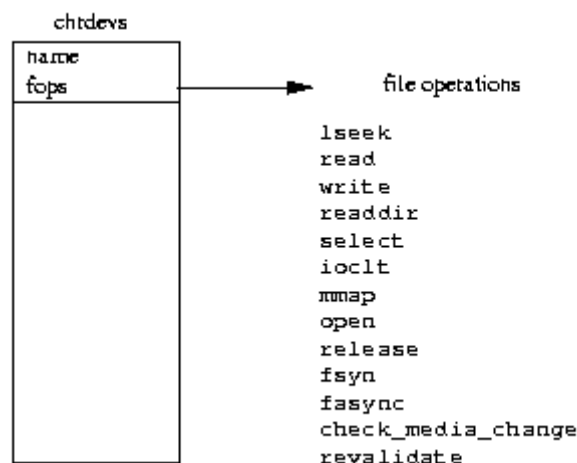 chrdevs
name
fops
file operations
lseek
read
write
readdir
select
ioclt
mmap
open
release
fsyn
fasync
check_media_change
revalidate